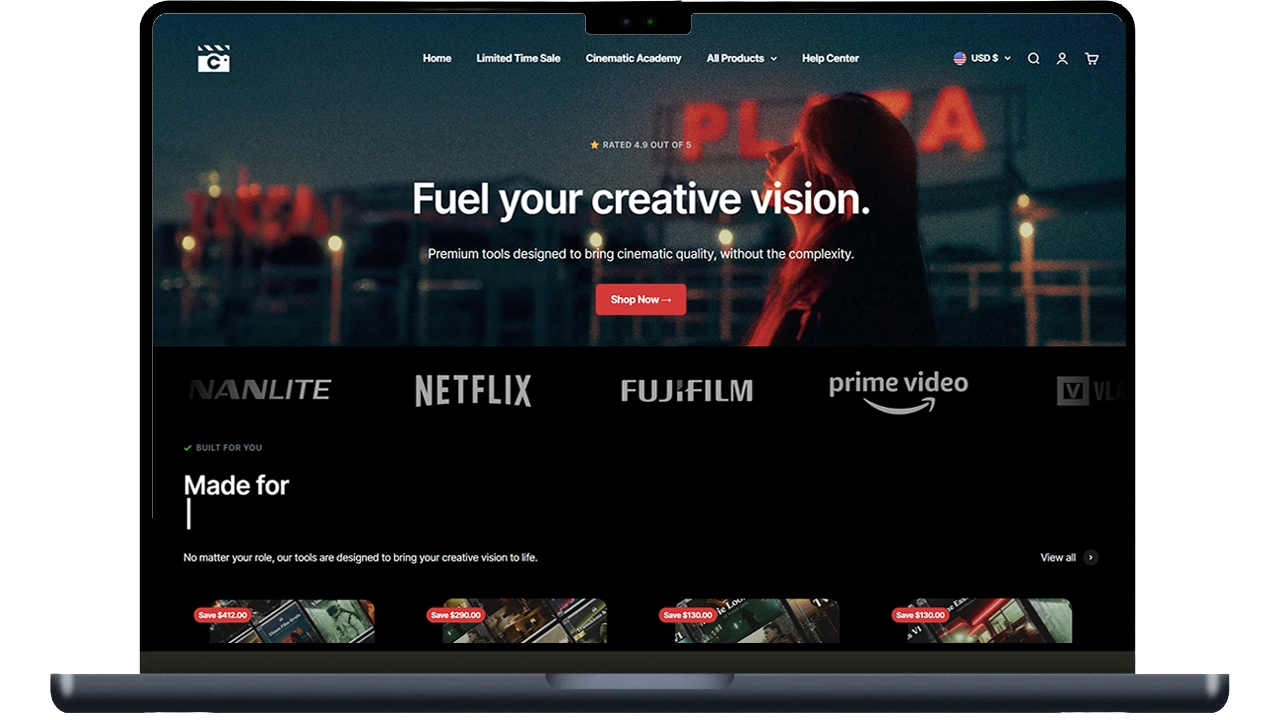 C
Home Limited Time Sale Cinematic Academy All Products Help Center USD $
PLAZA
RATED 4.9 OUT OF 5
Fuel your creative vision.
Premium tools designed to bring cinematic quality, without the complexity.
Shop Now →
NANLITE NETFLIX FUJIFILM prime video V VLA
BUILT FOR YOU
Made for
No matter your role, our tools are designed to bring your creative vision to life.
View all
Save $412.00 Save $290.00 Save $130.00 Save $130.00